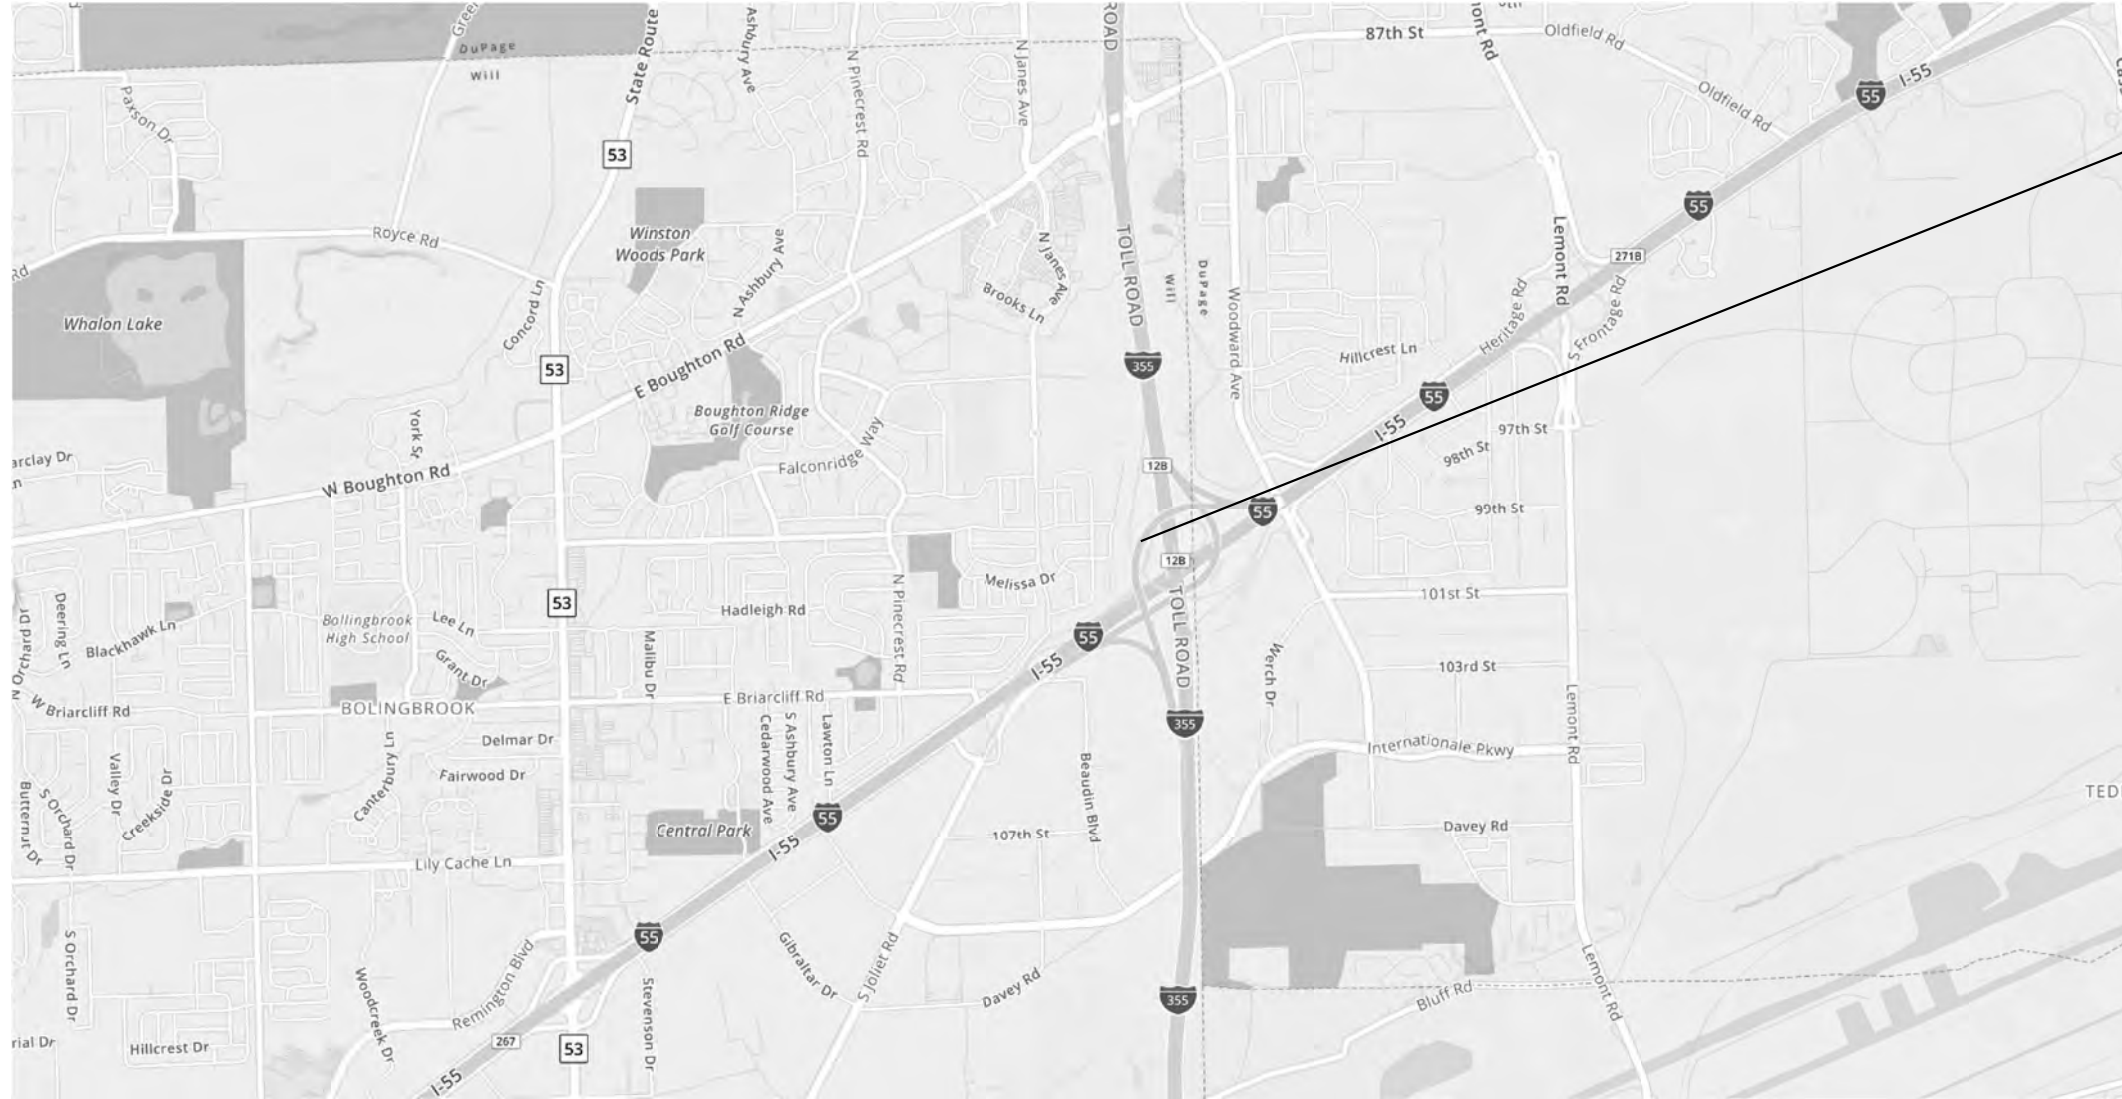 ROAD
87th St
Oldfield Rd
I-55
55
DuPage
Will
State Route
Ashbury Ave
N Pinecrest Rd
N Janes Ave
Paxson Dr
53
Oldfield Rd
55
Royce Rd
Winston
Woods Park
N Ashbury Ave
N Janes Ave
TOLL ROAD
Will
DuPage
Lemont Rd
271B
Rd
Whalon Lake
Concord Ln
Brooks Ln
Woodward Ave
Heritage Rd
S Frontage Rd
53
E Boughton Rd
355
Hillcrest Ln
55
Boughton Ridge
Golf Course
York St
I-55
97th St
98th St
Falconridge Way
12B
W Boughton Rd
99th St
55
12B
Melissa Dr
101st St
Deering Ln
53
Hadleigh Rd
N Pinecrest Rd
TOLL ROAD
N Orchard Dr
Blackhawk Ln
Bolingbrook
High School
Lee Ln
Malibu Dr
55
I-55
103rd St
Werch Dr
Grant Dr
W Briarcliff Rd
BOLINGBROOK
E Briarcliff Rd
355
Lemont Rd
Delmar Dr
Cedarwood Ave
S Ashbury Ave
Lawton Ln
Internationale Pkwy
Valley Dr
Creekside Dr
Canterbury Ln
Fairwood Dr
Beaudin Blvd
Butternut Dr
S Orchard Dr
Central Park
55
I-55
107th St
Davey Rd
Lily Cache Ln
55
S Orchard Dr
Woodcreek Dr
Remington Blvd
Stevenson Dr
Gibraltar Dr
S Joliet Rd
Davey Rd
355
Bluff Rd
Lemont Rd
Hillcrest Dr
267
53
I-55